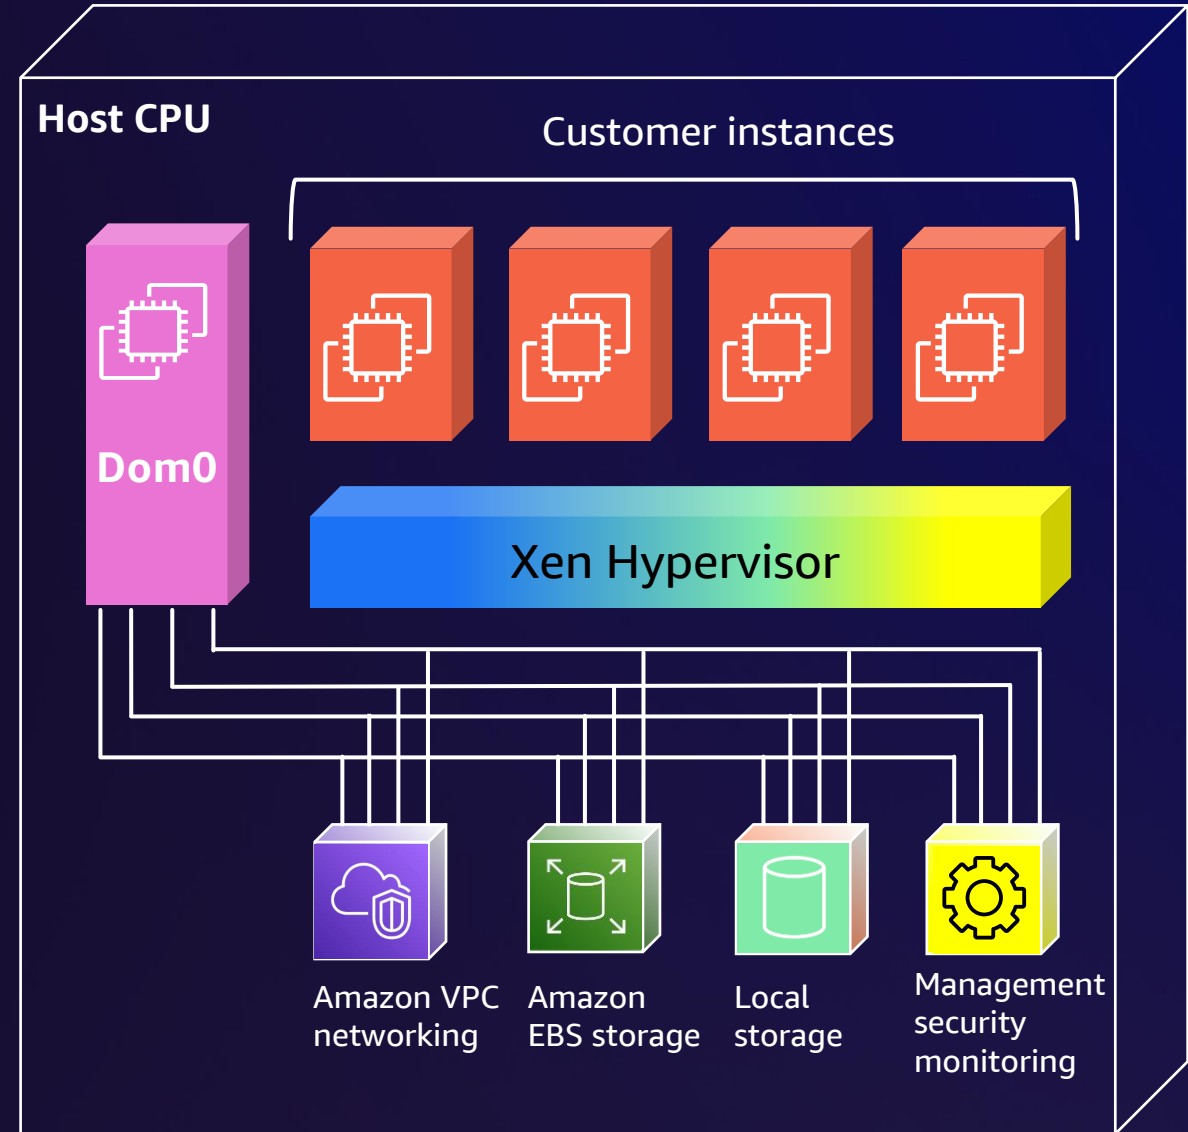 Host CPU
Customer instances
Dom0
Xen Hypervisor
Amazon VPC
networking
Amazon
EBS storage
Local
storage
Management
security
monitoring